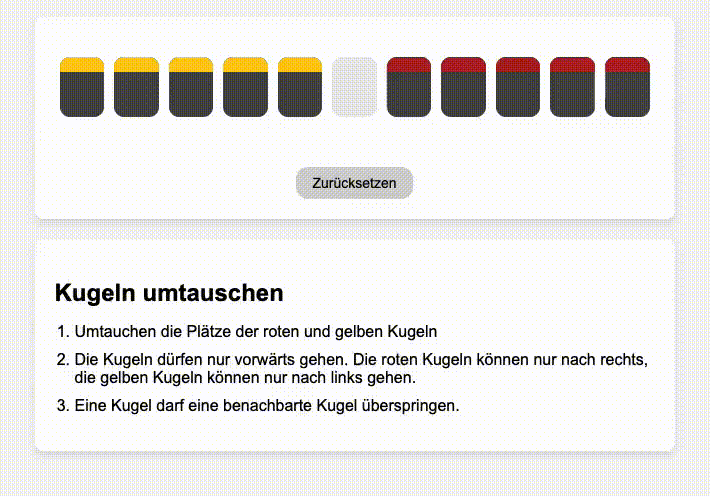 Zurücksetzen
Kugeln umtauschen
1. Umtauchen die Plätze der roten und gelben Kugeln
2. Die Kugeln dürfen nur vorwärts gehen. Die roten Kugeln können nur nach rechts,
die gelben Kugeln können nur nach links gehen.
3. Eine Kugel darf eine benachbarte Kugel überspringen.